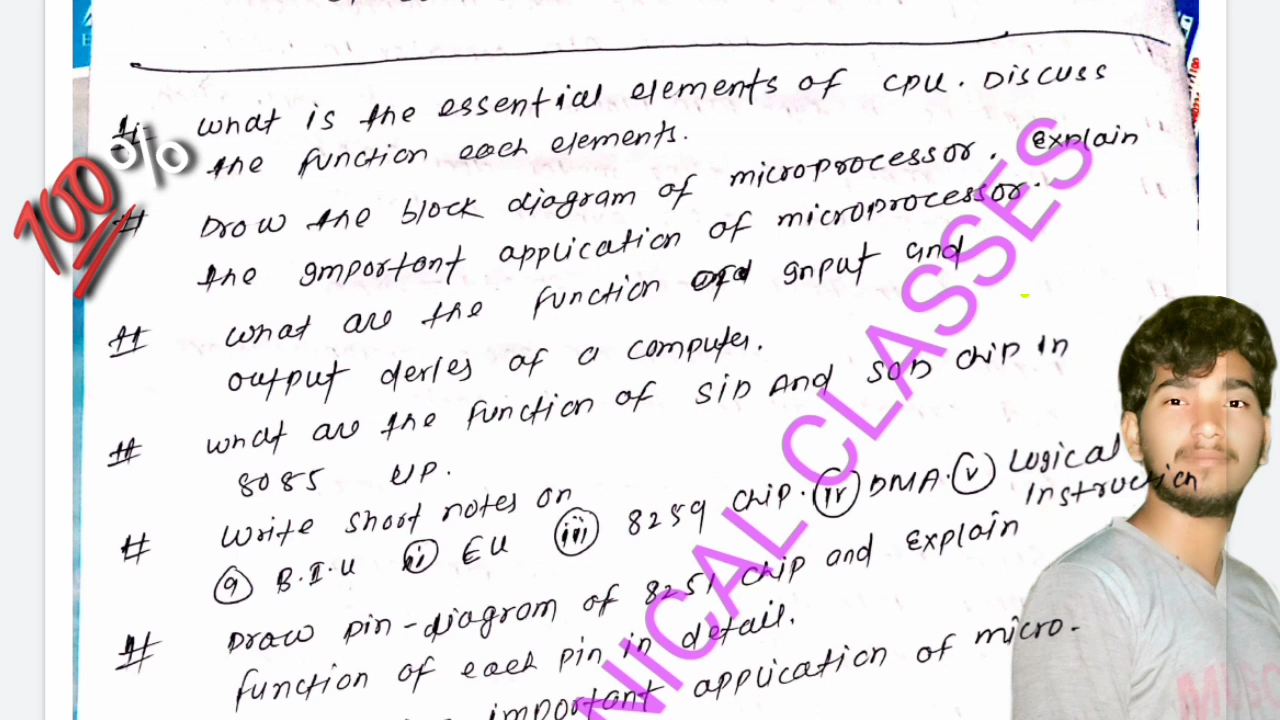 100%
1:- What is the essential elements of CPU. Discuss
the function each elements.
# Drow the block diagram of microprocessor. Explain
the gmportont application of microprocessor.
# What are the function of gnput and
output deries of a computer.
# What are the function of SID And SOD chip in
8085 UP.
# Write short notes on
(a) B.I.U (ii) EU (iii) 8259 chip. (iv) DMA. (v) Logical
Instruction
# Draw pin-diagram of 8251 chip and Explain
function of each pin in detail.
important application of micro-
NICAL CLASSES